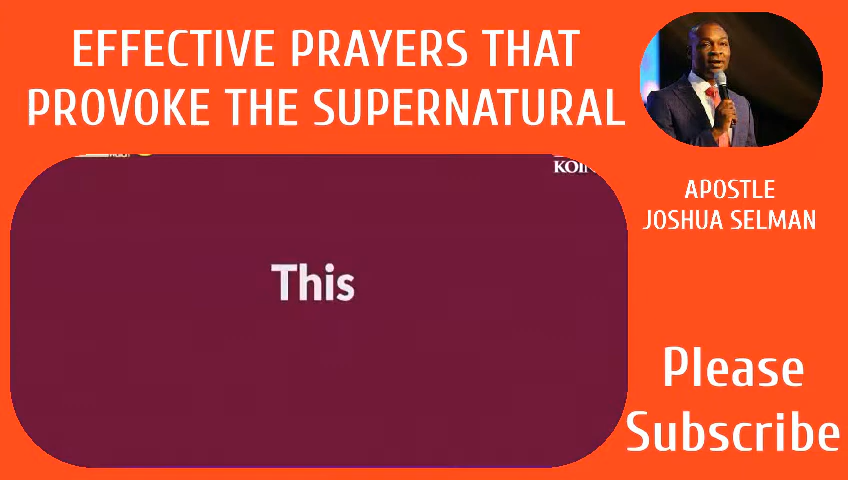 EFFECTIVE PRAYERS THAT
PROVOKE THE SUPERNATURAL
APOSTLE
JOSHUA SELMAN
This
Please
Subscribe